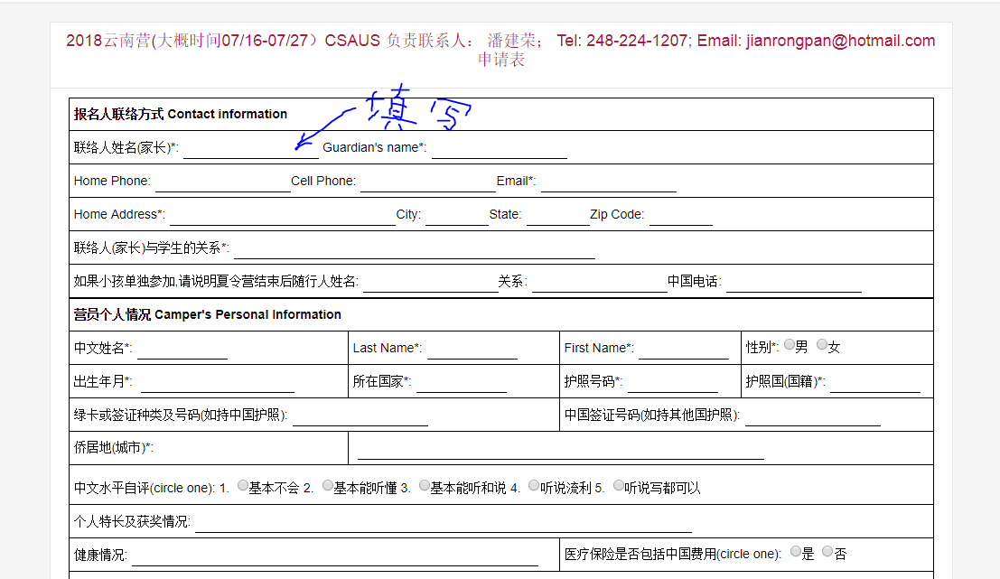 2018云南营(大概时间07/16-07/27）CSAUS 负责联系人： 潘建荣； Tel: 248-224-1207; Email: jianrongpan@hotmail.com
申请表
填写
报名人联络方式 Contact information
联络人姓名(家长)*: Guardian's name*:
Home Phone: Cell Phone: Email*:
Home Address*: City: State: Zip Code:
联络人(家长)与学生的关系*:
如果小孩单独参加,请说明夏令营结束后随行人姓名: 关系: 中国电话:
营员个人情况 Camper's Personal Information
中文姓名*: Last Name*: First Name*: 性别*: 男 女
出生年月*: 所在国家*: 护照号码*: 护照国(国籍)*:
绿卡或签证种类及号码(如持中国护照): 中国签证号码(如持其他国护照):
侨居地(城市)*:
中文水平自评(circle one): 1. 基本不会 2. 基本能听懂 3. 基本能听和说 4. 听说流利 5. 听说写都可以
个人特长及获奖情况:
健康情况: 医疗保险是否包括中国费用(circle one): 是 否